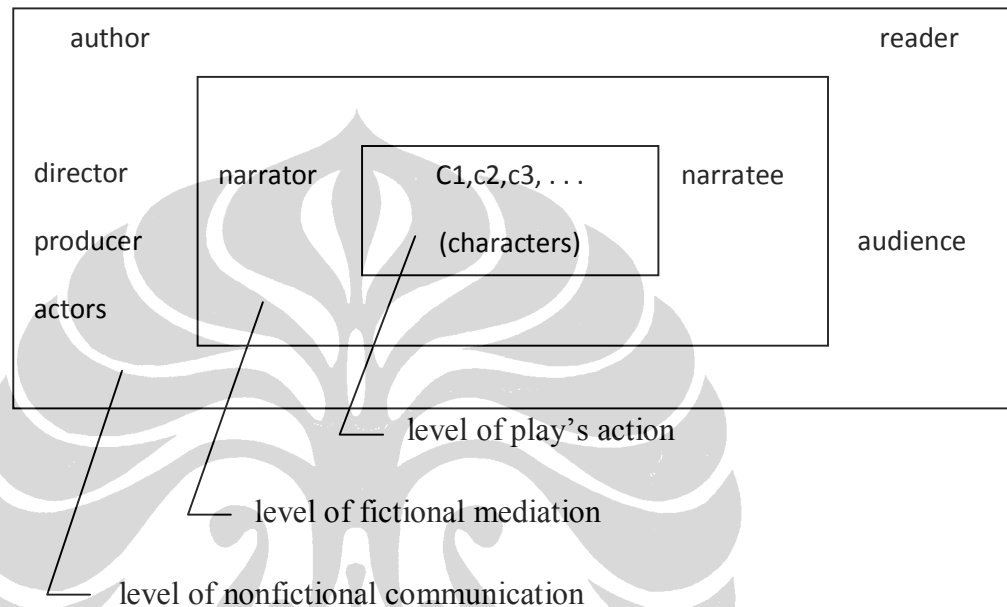 author reader
director narrator C1,c2,c3, . . . narratee
producer (characters) audience
actors
level of play’s action
level of fictional mediation
level of nonfictional communication